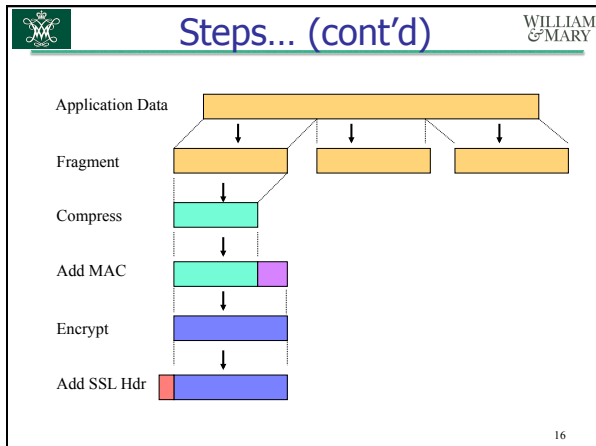 Steps... (cont'd)
WILLIAM
& MARY
Application Data
Fragment
Compress
Add MAC
Encrypt
Add SSL Hdr
16